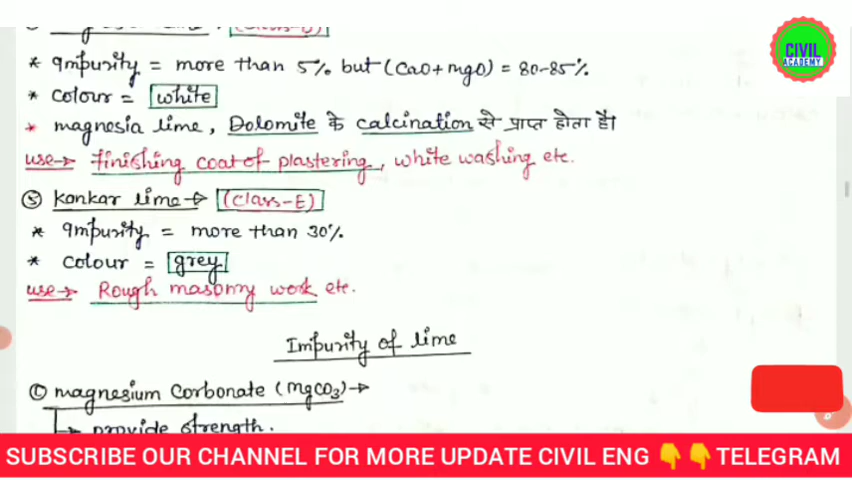 * Impurity = more than 5% but (CaO+mgO) = 80-85%
* colour = white
* magnesia lime, Dolomite के calcination से प्राप्त होता है।
use→ finishing coat of plastering, white washing etc.
⑤ Kankar lime → (class-E)
* Impurity = more than 30%
* colour = grey
use→ Rough masonry work etc.
Impurity of lime
① magnesium Corbonate (mgco3)→
↳ provide strength.
CIVIL
ACADEMY
SUBSCRIBE OUR CHANNEL FOR MORE UPDATE CIVIL ENG 👇👇 TELEGRAM